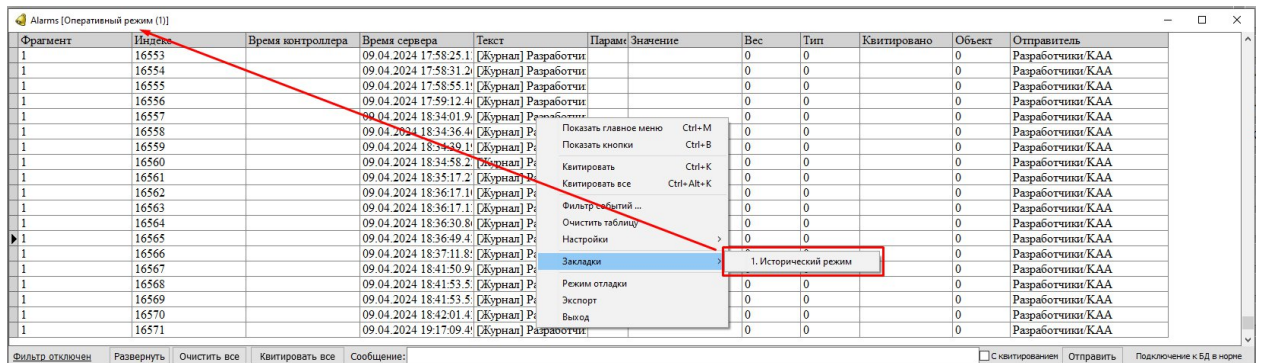 Alarms [Оперативный режим (1)]
Фрагмент Индекс Время контроллера Время сервера Текст Параме Значение Вес Тип Квитировано Объект Отправитель
1 16553 09.04.2024 17:58:25.1 [Журнал] Разработчи 0 0 0 Разработчики/КАА
1 16554 09.04.2024 17:58:31.2 [Журнал] Разработчи 0 0 0 Разработчики/КАА
1 16555 09.04.2024 17:58:55.1 [Журнал] Разработчи 0 0 0 Разработчики/КАА
1 16556 09.04.2024 17:59:12.4 [Журнал] Разработчи 0 0 0 Разработчики/КАА
1 16557 09.04.2024 18:34:01.9 [Журнал] Разработчи 0 0 0 Разработчики/КАА
1 16558 09.04.2024 18:34:36.4 [Журнал] Ра Показать главное меню Ctrl+M 0 0 0 Разработчики/КАА
1 16559 09.04.2024 18:34:39.1 [Журнал] Ра Показать кнопки Ctrl+B 0 0 0 Разработчики/КАА
1 16560 09.04.2024 18:34:58.2 [Журнал] Ра Квитировать Ctrl+K 0 0 0 Разработчики/КАА
1 16561 09.04.2024 18:35:17.2 [Журнал] Ра Квитировать все Ctrl+Alt+K 0 0 0 Разработчики/КАА
1 16562 09.04.2024 18:36:17.1 [Журнал] Ра 0 0 0 Разработчики/КАА
1 16563 09.04.2024 18:36:17.1 [Журнал] Ра Фильтр событий ... 0 0 0 Разработчики/КАА
1 16564 09.04.2024 18:36:30.8 [Журнал] Ра Очистить таблицу 0 0 0 Разработчики/КАА
1 16565 09.04.2024 18:36:49.4 [Журнал] Ра Настройки 0 0 0 Разработчики/КАА
1 16566 09.04.2024 18:37:11.8 [Журнал] Ра Закладки 1. Исторический режим 0 Разработчики/КАА
1 16567 09.04.2024 18:41:50.9 [Журнал] Ра 0 0 0 Разработчики/КАА
1 16568 09.04.2024 18:41:53.5 [Журнал] Ра Режим отладки 0 0 0 Разработчики/КАА
1 16569 09.04.2024 18:41:53.5 [Журнал] Ра Экспорт 0 0 0 Разработчики/КАА
1 16570 09.04.2024 18:42:01.4 [Журнал] Ра Выход 0 0 0 Разработчики/КАА
1 16571 09.04.2024 19:17:09.4 [Журнал] Разработчи 0 0 0 Разработчики/КАА
Фильтр отключен Развернуть Очистить все Квитировать все Сообщение: С квитированием Отправить Подключение к БД в норме